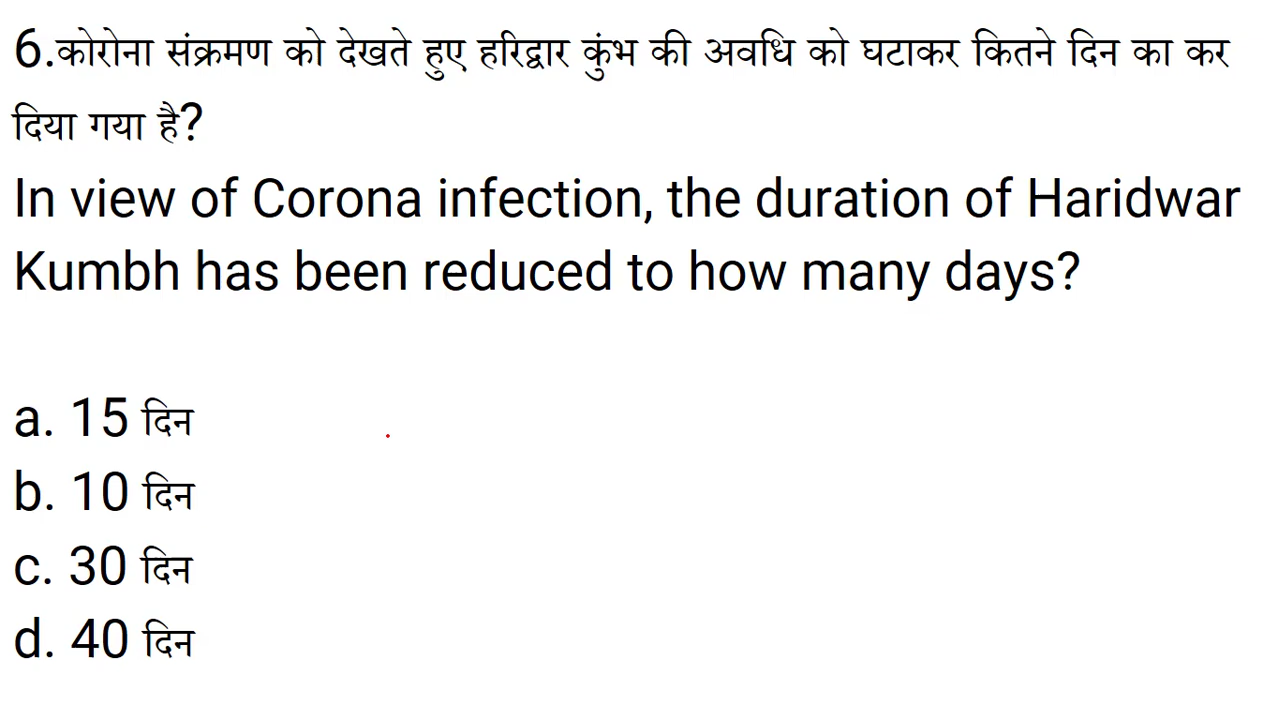 6.कोरोना संक्रमण को देखते हुए हरिद्वार कुंभ की अवधि को घटाकर कितने दिन का कर
दिया गया है?
In view of Corona infection, the duration of Haridwar
Kumbh has been reduced to how many days?
a. 15 दिन
b. 10 दिन
c. 30 दिन
d. 40 दिन